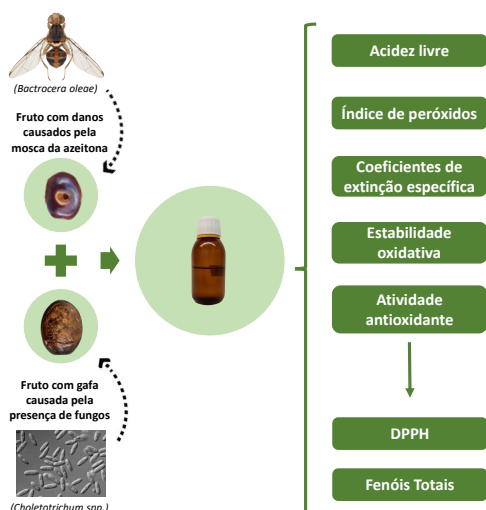 (Bactrocera oleae)
Fruto com danos
causados pela
mosca da azeitona
Fruto com gafa
causada pela
presença de fungos
(Choletotrichum spp.)
Acidez livre
Índice de peróxidos
Coeficientes de
extinção específica
Estabilidade
oxidativa
Atividade
antioxidante
DPPH
Fenóis Totais